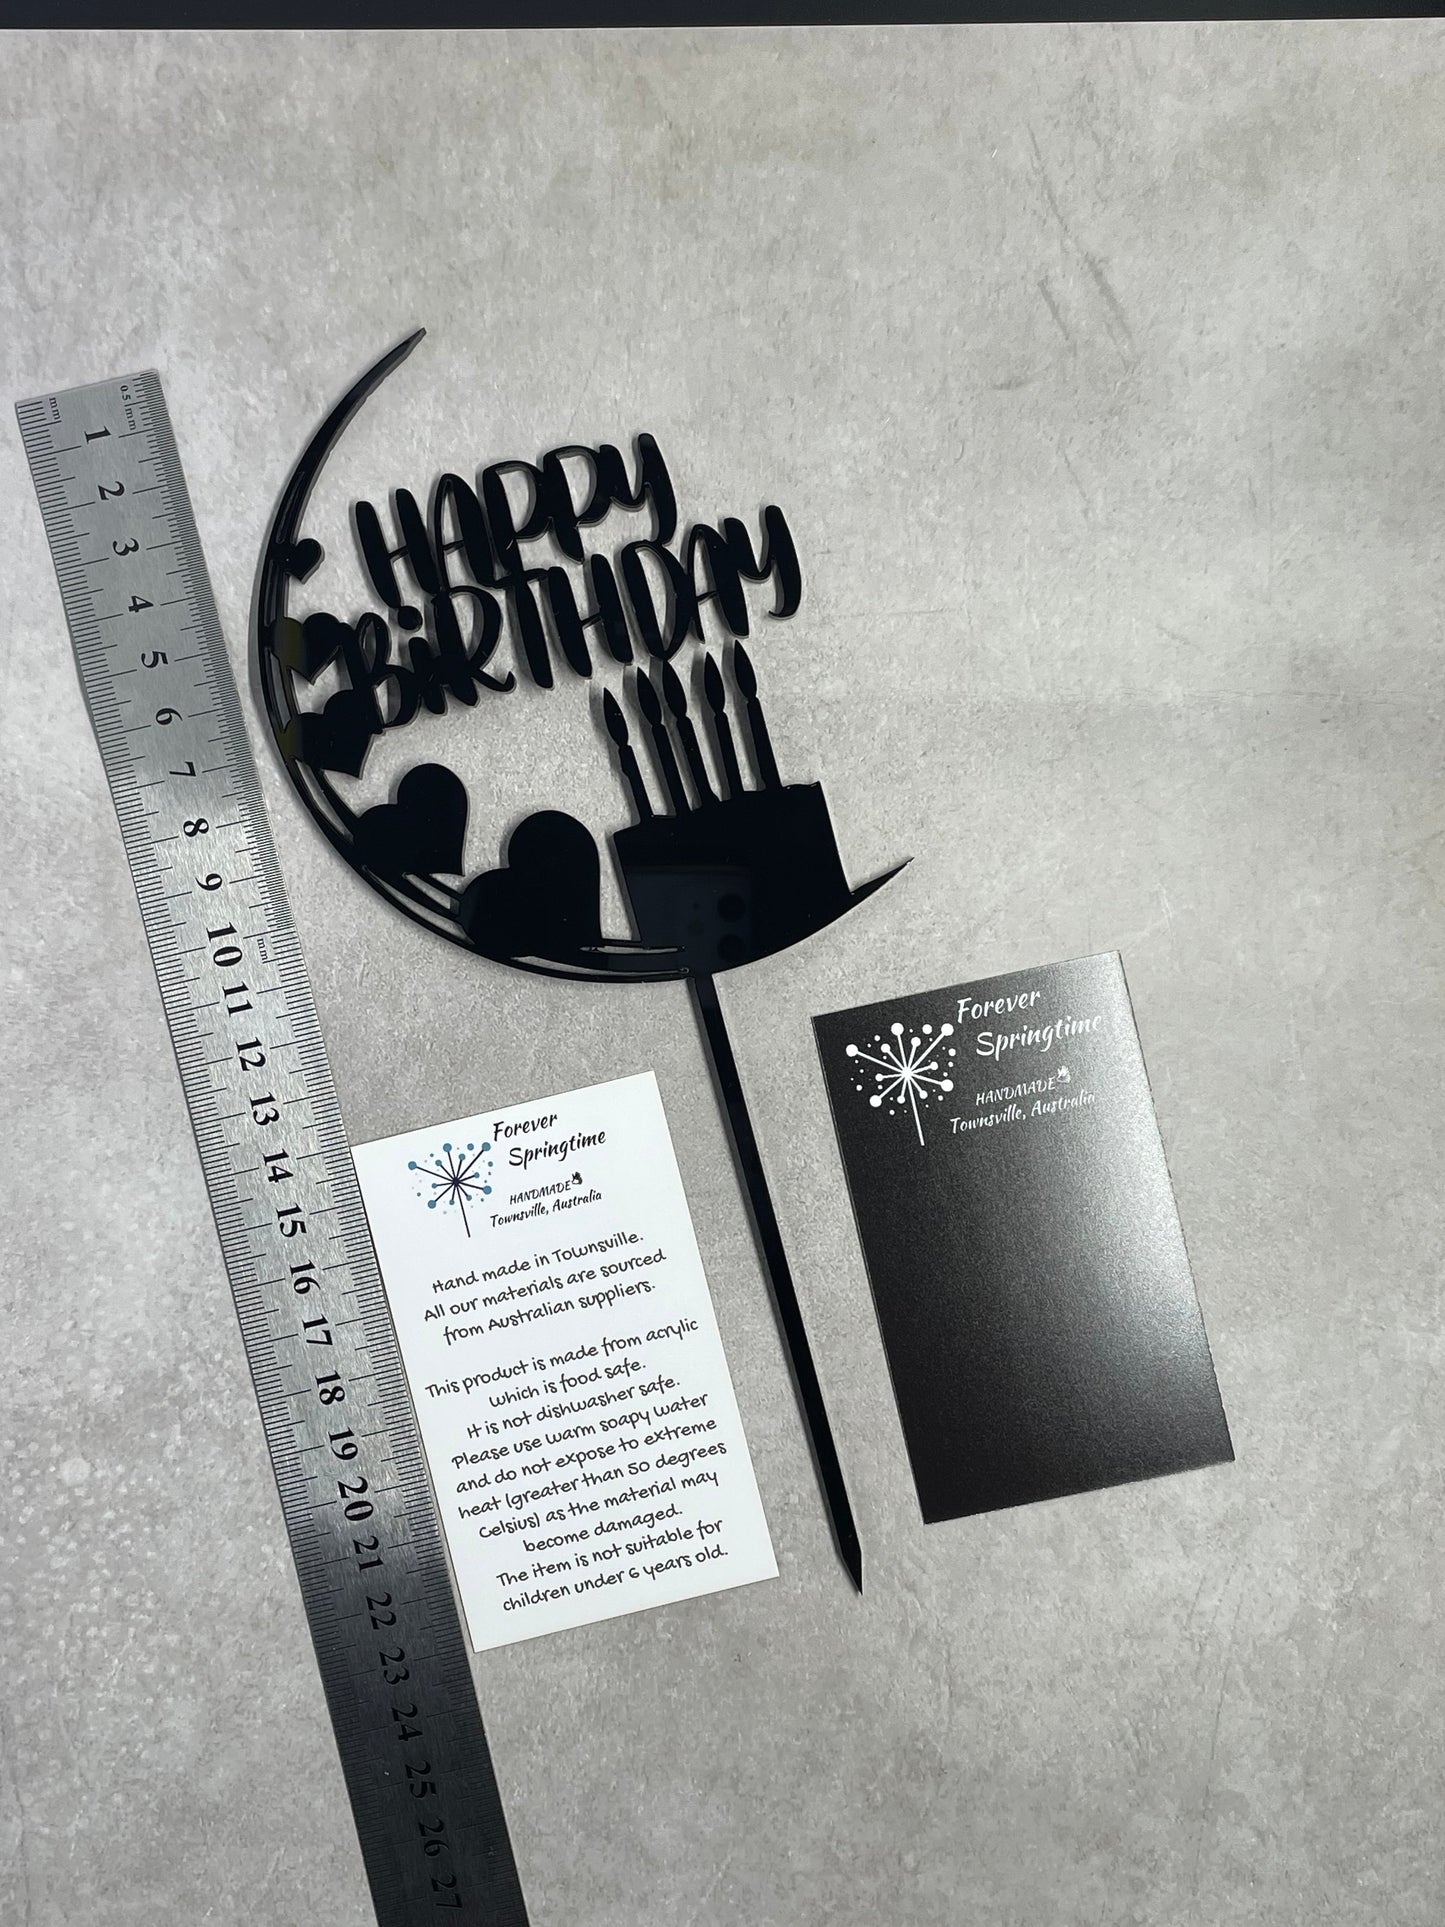 0.5 mm
mm
1
2
3
4
5
6
7
8
9
10
mm
11
12
13
14
15
16
17
18
19
20
21
22
23
24
25
26
27
HAPPY
BiRTHDAY
Forever
Springtime
HANDMADE
Townsville, Australia
Hand made in Townsville.
All our materials are sourced
from Australian suppliers.
This product is made from acrylic
which is food safe.
It is not dishwasher safe.
Please use warm soapy water
and do not expose to extreme
heat (greater than 50 degrees
Celsius) as the material may
become damaged.
The item is not suitable for
children under 6 years old.
Forever
Springtime
HANDMADE
Townsville, Australia